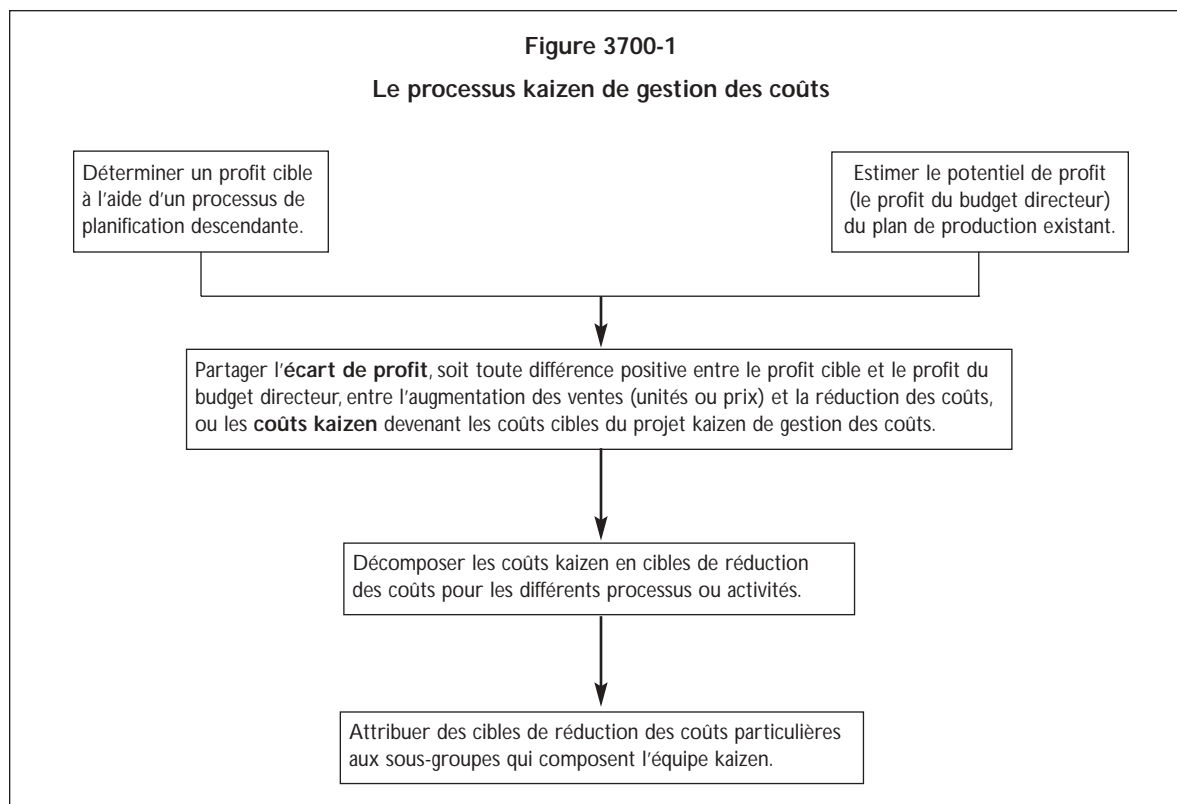 Figure 3700-1
Le processus kaizen de gestion des coûts
Déterminer un profit cible
à l'aide d'un processus de
planification descendante.
Estimer le potentiel de profit
(le profit du budget directeur)
du plan de production existant.
Partager l'écart de profit, soit toute différence positive entre le profit cible et le profit du
budget directeur, entre l'augmentation des ventes (unités ou prix) et la réduction des coûts,
ou les coûts kaizen devenant les coûts cibles du projet kaizen de gestion des coûts.
Décomposer les coûts kaizen en cibles de réduction
des coûts pour les différents processus ou activités.
Attribuer des cibles de réduction des coûts particulières
aux sous-groupes qui composent l'équipe kaizen.